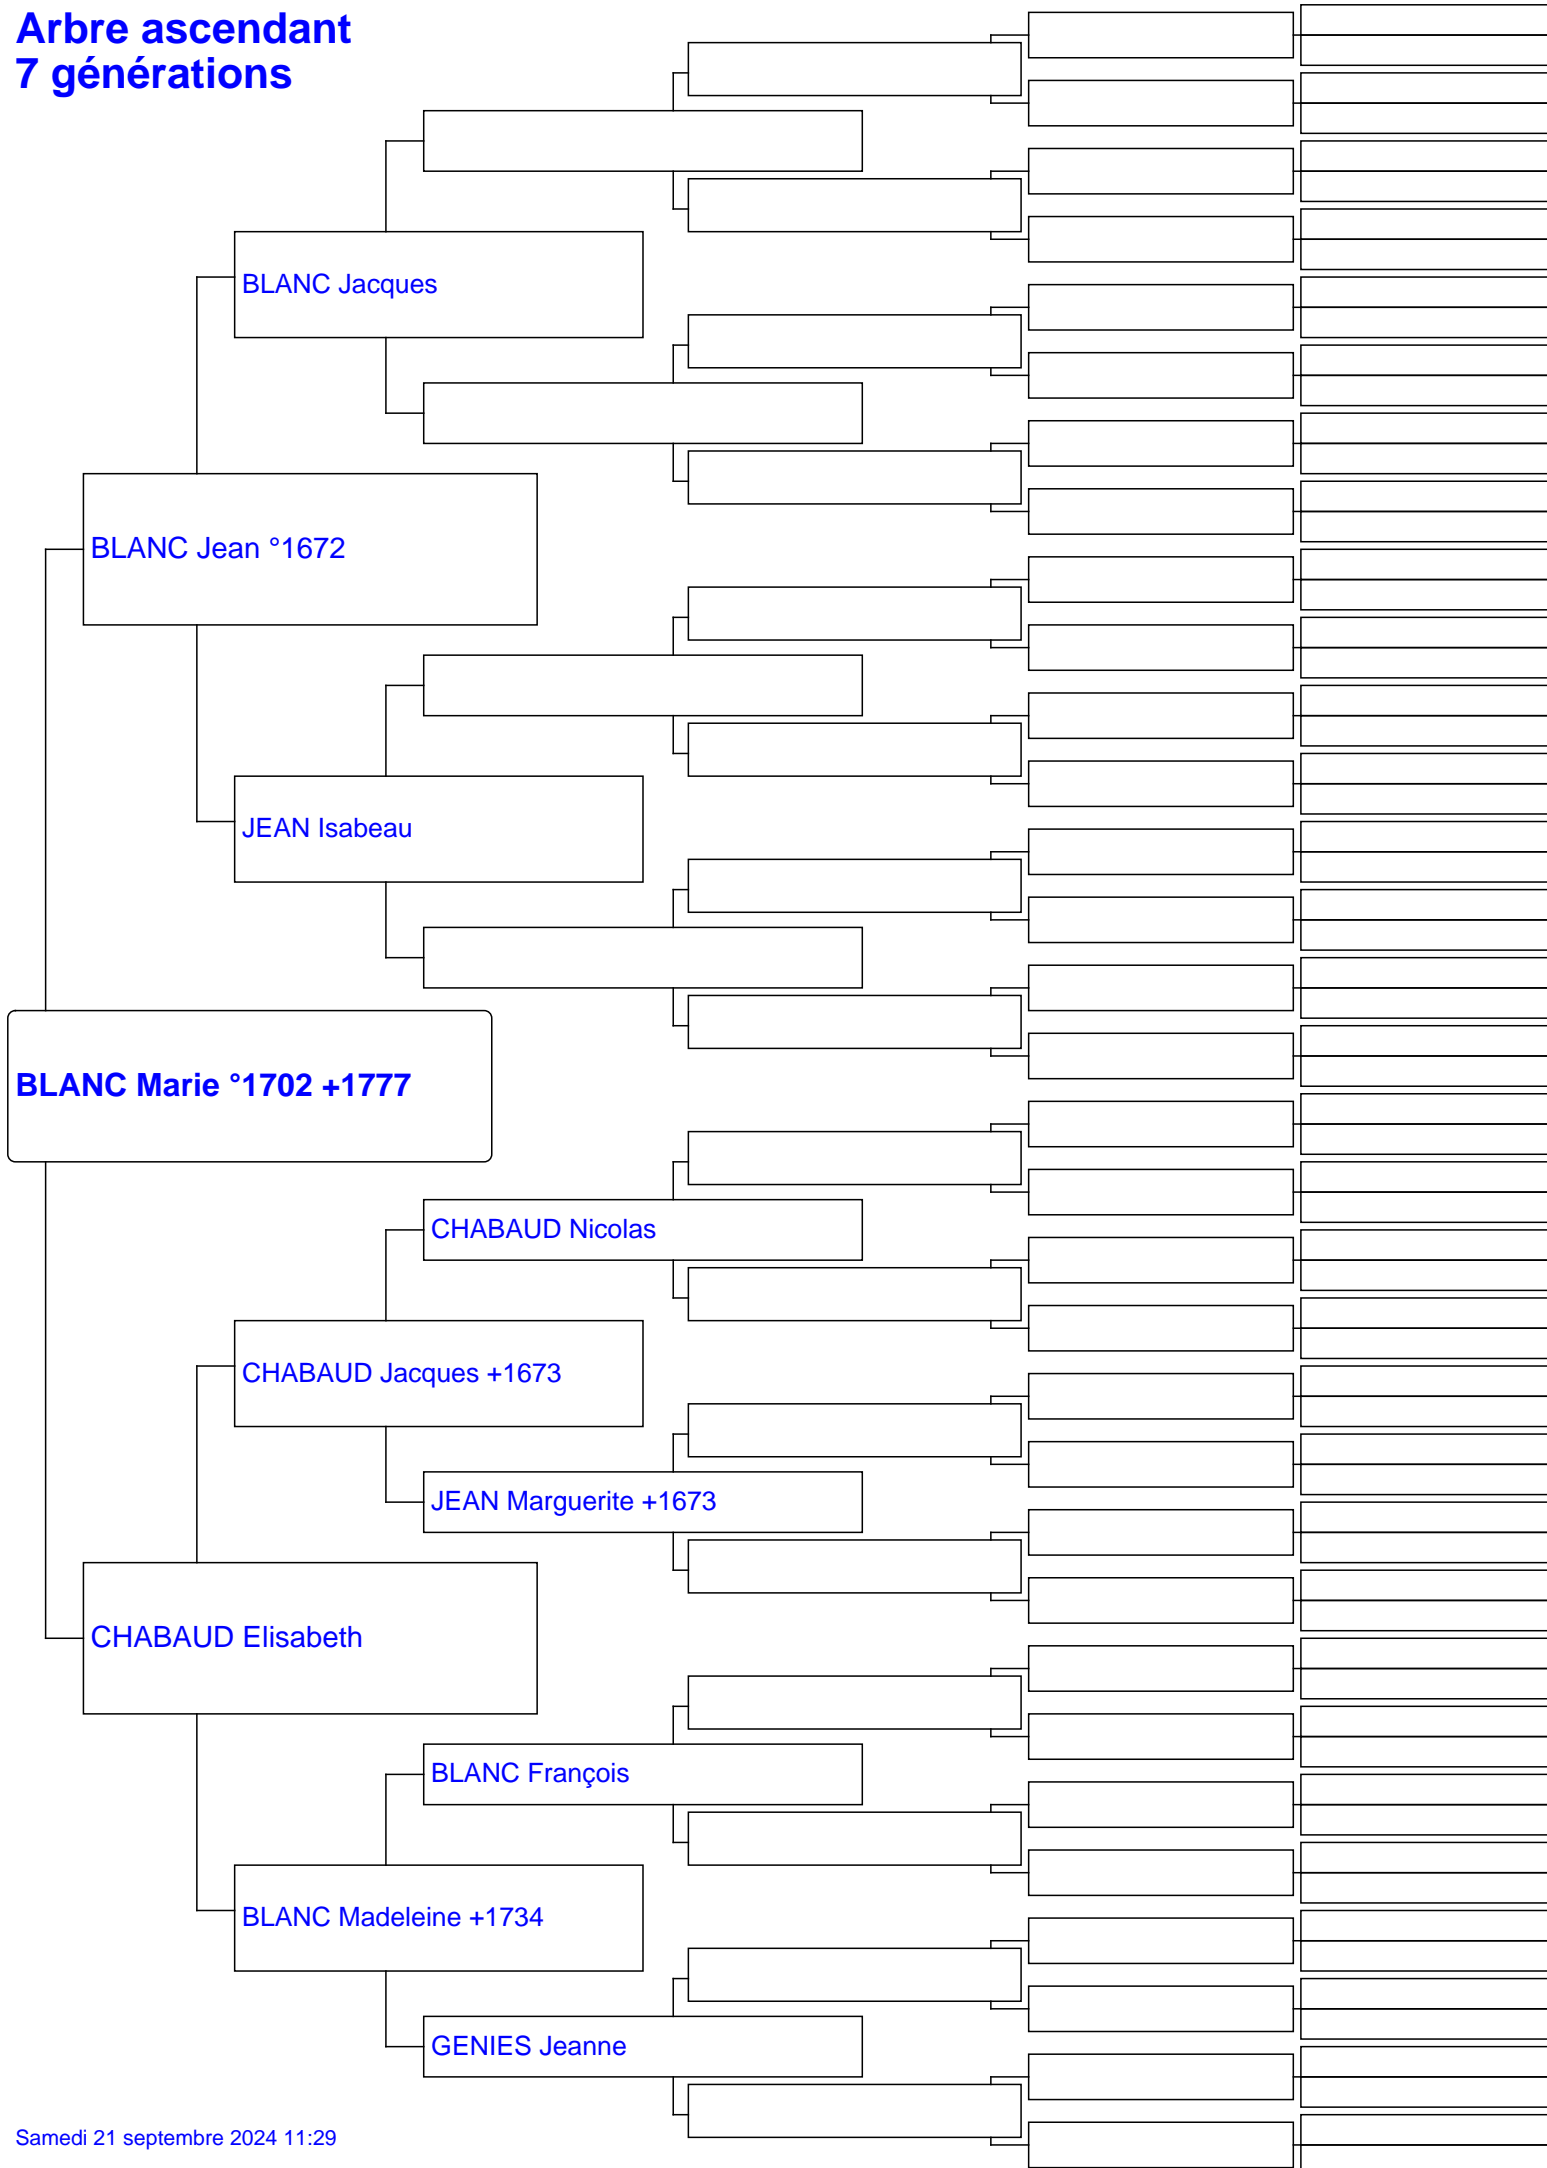 Arbre ascendant
7 générations
BLANC Jacques
BLANC Jean °1672
JEAN Isabeau
BLANC Marie °1702 +1777
CHABAUD Nicolas
CHABAUD Jacques +1673
JEAN Marguerite +1673
CHABAUD Elisabeth
BLANC François
BLANC Madeleine +1734
GENIES Jeanne
Samedi 21 septembre 2024 11:29